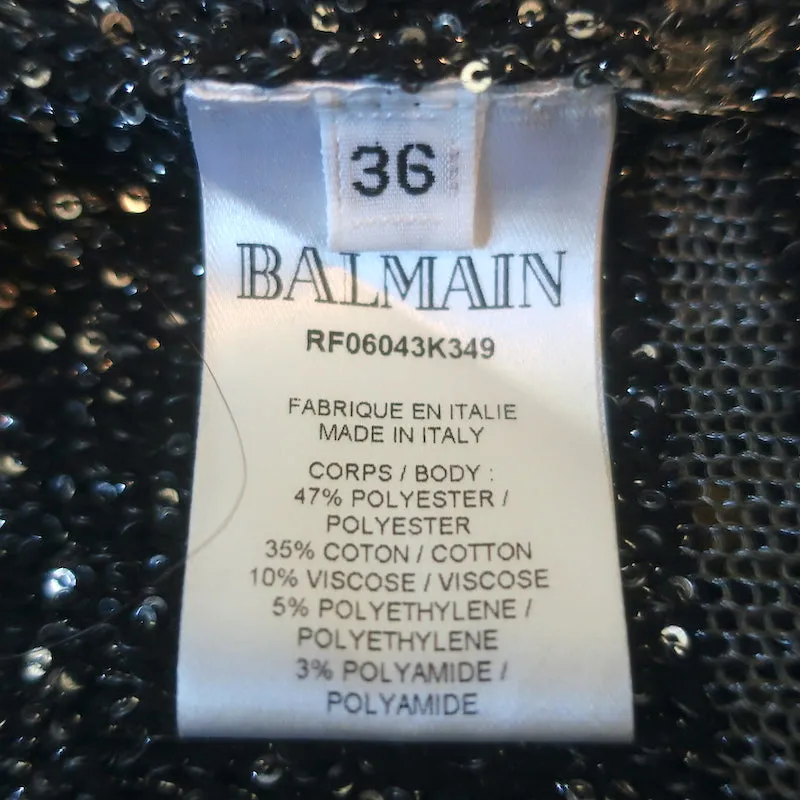 36
BALMAIN
RF06043K349
FABRIQUE EN ITALIE
MADE IN ITALY
CORPS / BODY :
47% POLYESTER /
POLYESTER
35% COTON / COTTON
10% VISCOSE / VISCOSE
5% POLYETHYLENE /
POLYETHYLENE
3% POLYAMIDE /
POLYAMIDE